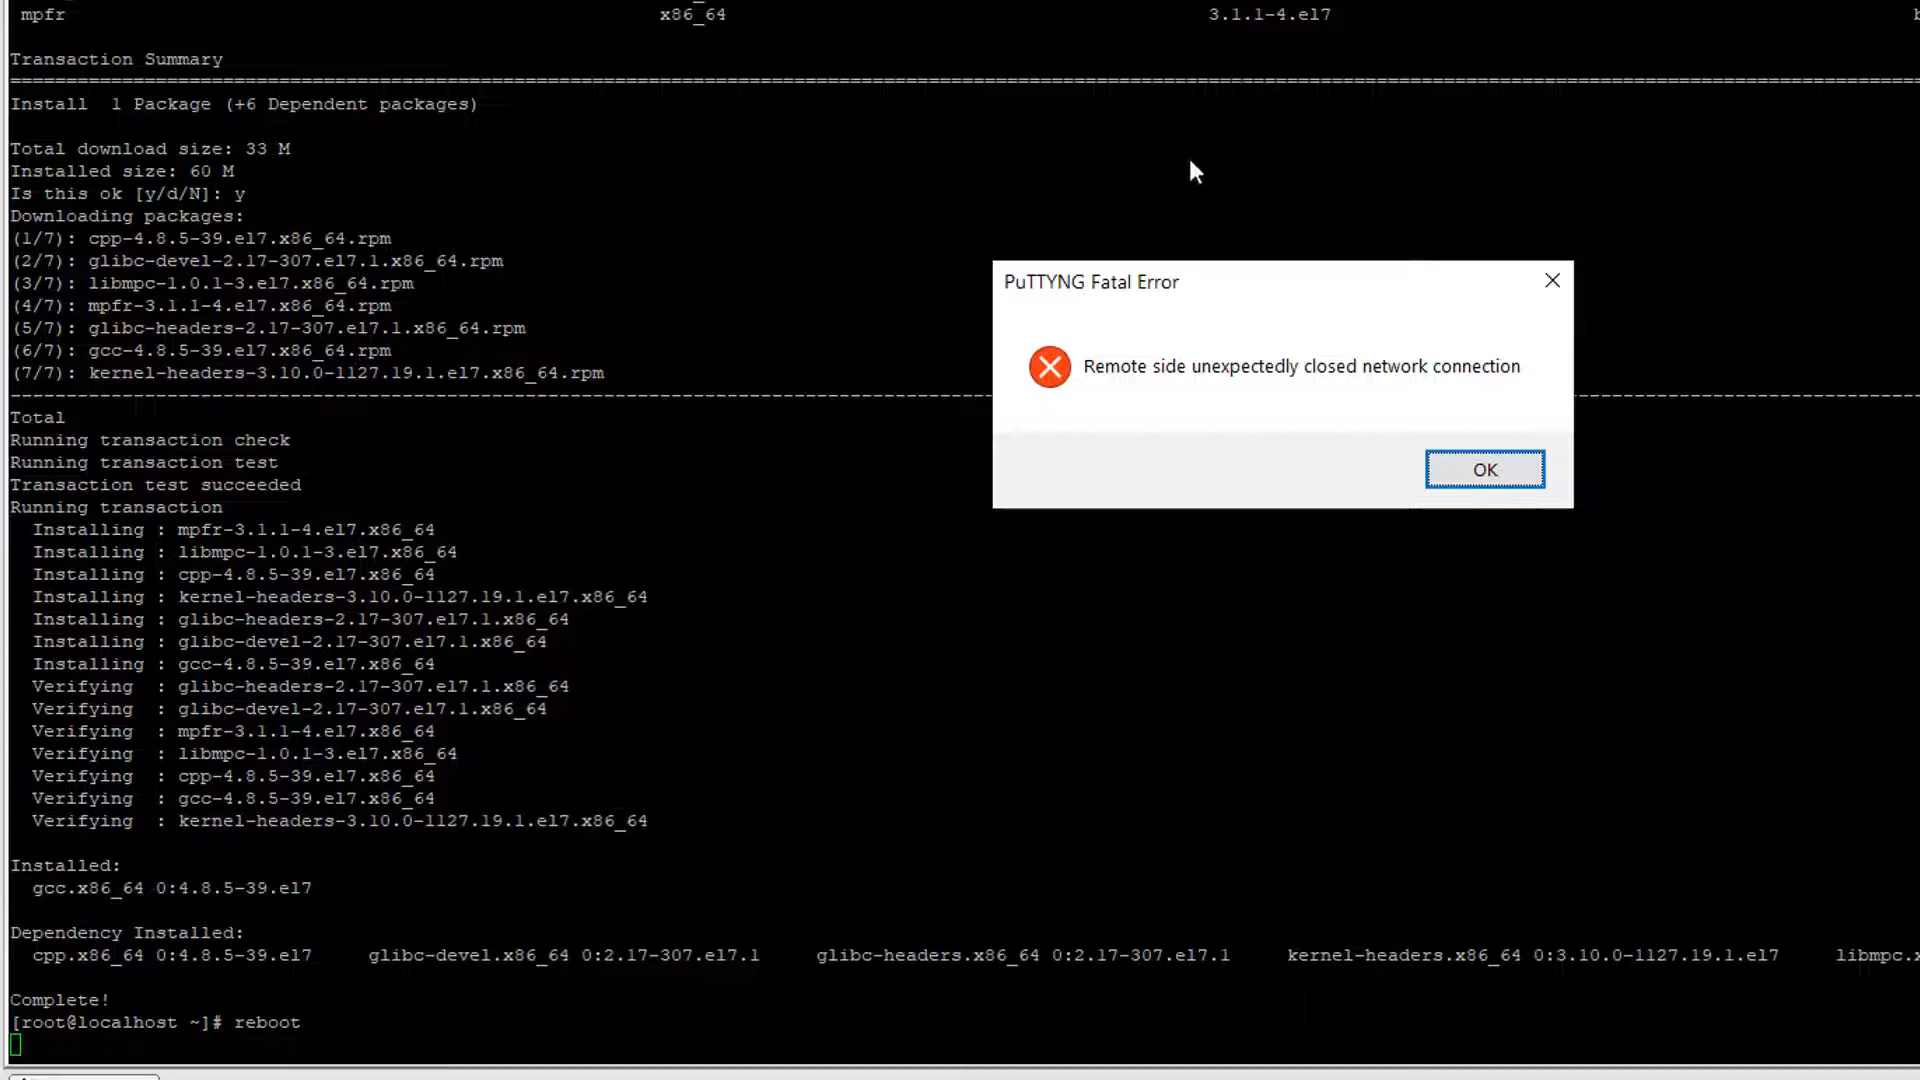 mpfr x86_64 3.1.1-4.el7
Transaction Summary
Install 1 Package (+6 Dependent packages)
Total download size: 33 M
Installed size: 60 M
Is this ok [y/d/N]: y
Downloading packages:
(1/7): cpp-4.8.5-39.el7.x86_64.rpm
(2/7): glibc-devel-2.17-307.el7.1.x86_64.rpm
(3/7): libmpc-1.0.1-3.el7.x86_64.rpm
(4/7): mpfr-3.1.1-4.el7.x86_64.rpm
(5/7): glibc-headers-2.17-307.el7.1.x86_64.rpm
(6/7): gcc-4.8.5-39.el7.x86_64.rpm
(7/7): kernel-headers-3.10.0-1127.19.1.el7.x86_64.rpm
Total
Running transaction check
Running transaction test
Transaction test succeeded
Running transaction
Installing : mpfr-3.1.1-4.el7.x86_64
Installing : libmpc-1.0.1-3.el7.x86_64
Installing : cpp-4.8.5-39.el7.x86_64
Installing : kernel-headers-3.10.0-1127.19.1.el7.x86_64
Installing : glibc-headers-2.17-307.el7.1.x86_64
Installing : glibc-devel-2.17-307.el7.1.x86_64
Installing : gcc-4.8.5-39.el7.x86_64
Verifying : glibc-headers-2.17-307.el7.1.x86_64
Verifying : glibc-devel-2.17-307.el7.1.x86_64
Verifying : mpfr-3.1.1-4.el7.x86_64
Verifying : libmpc-1.0.1-3.el7.x86_64
Verifying : cpp-4.8.5-39.el7.x86_64
Verifying : gcc-4.8.5-39.el7.x86_64
Verifying : kernel-headers-3.10.0-1127.19.1.el7.x86_64
Installed:
gcc.x86_64 0:4.8.5-39.el7
Dependency Installed:
cpp.x86_64 0:4.8.5-39.el7 glibc-devel.x86_64 0:2.17-307.el7.1 glibc-headers.x86_64 0:2.17-307.el7.1 kernel-headers.x86_64 0:3.10.0-1127.19.1.el7 libmpc.x
Complete!
[root@localhost ~]# reboot
PuTTYNG Fatal Error
Remote side unexpectedly closed network connection
OK